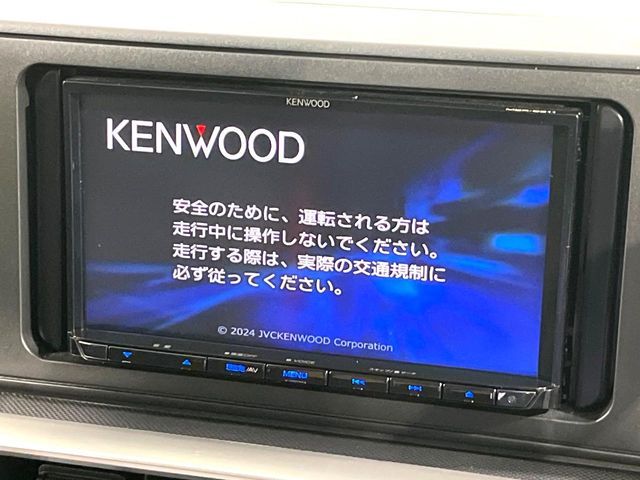 KENWOOD
KENWOOD
安全のために、運転される方は
走行中に操作しないでください。
走行する際は、実際の交通規制に
必ず従ってください。
© 2024 JVCKENWOOD Corporation
/AV
MENU